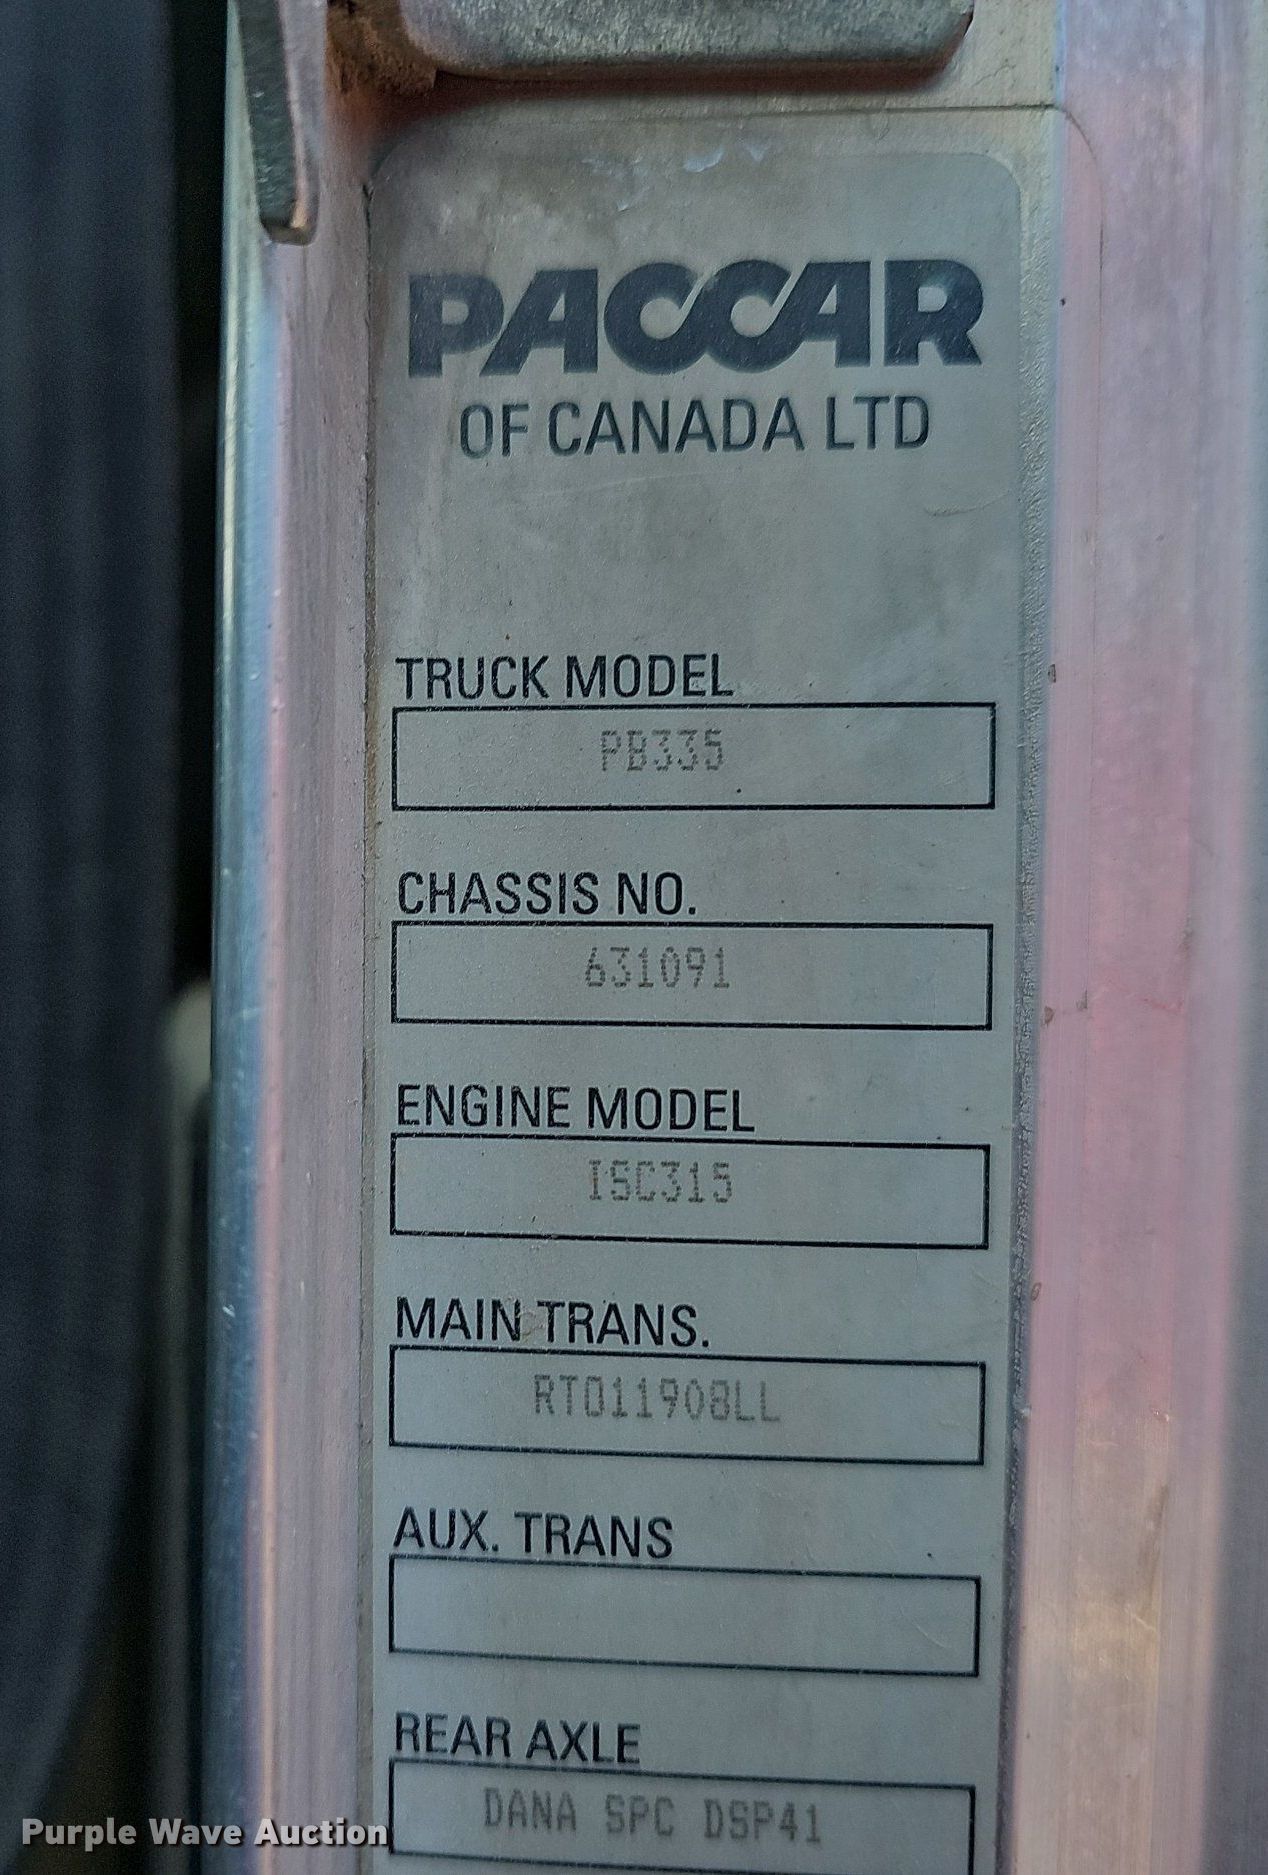 PACCAR
OF CANADA LTD
TRUCK MODEL
PB335
CHASSIS NO.
631091
ENGINE MODEL
ISC315
MAIN TRANS.
RTO11908LL
AUX. TRANS
REAR AXLE
DANA SPC DSP41
Purple Wave Auction